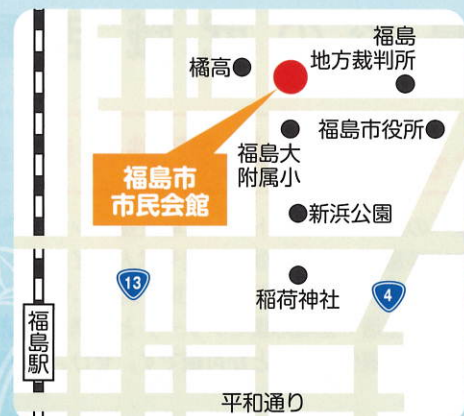 福島
地方裁判所
橘高
福島市役所
福島大
附属小
福島市
市民会館
新浜公園
13
稲荷神社
4
福島駅
平和通り